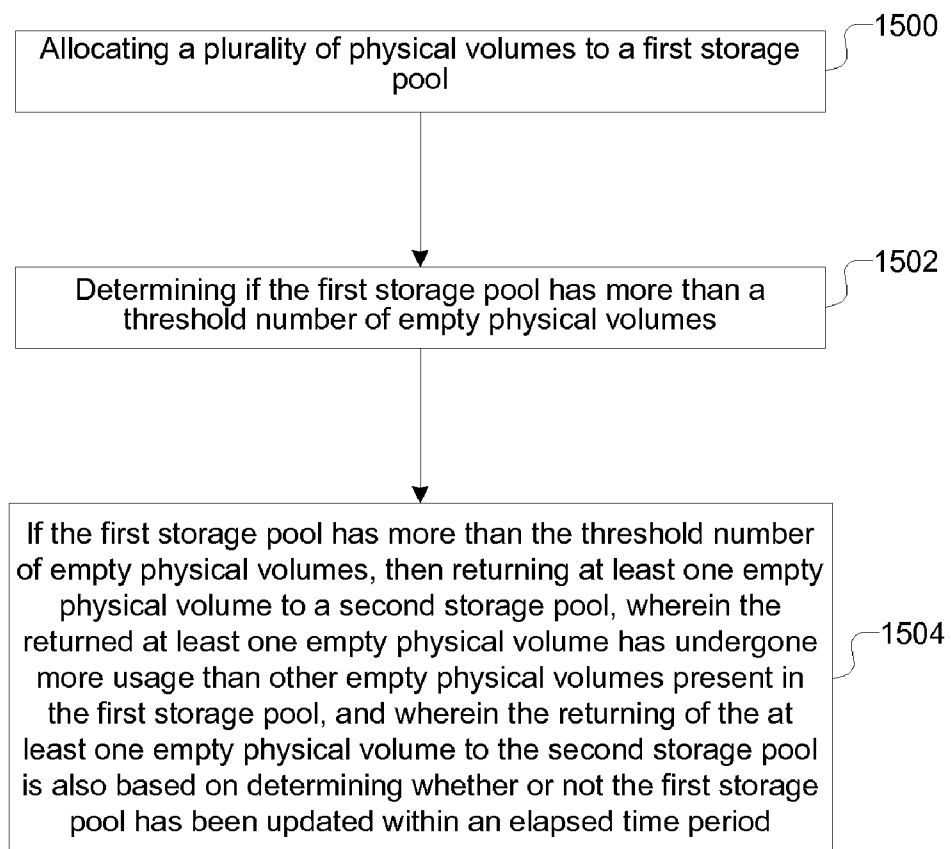 Allocating a plurality of physical volumes to a first storage
pool
1500
Determining if the first storage pool has more than a
threshold number of empty physical volumes
1502
If the first storage pool has more than the threshold number
of empty physical volumes, then returning at least one empty
physical volume to a second storage pool, wherein the
returned at least one empty physical volume has undergone
more usage than other empty physical volumes present in
the first storage pool, and wherein the returning of the at
least one empty physical volume to the second storage pool
is also based on determining whether or not the first storage
pool has been updated within an elapsed time period
1504